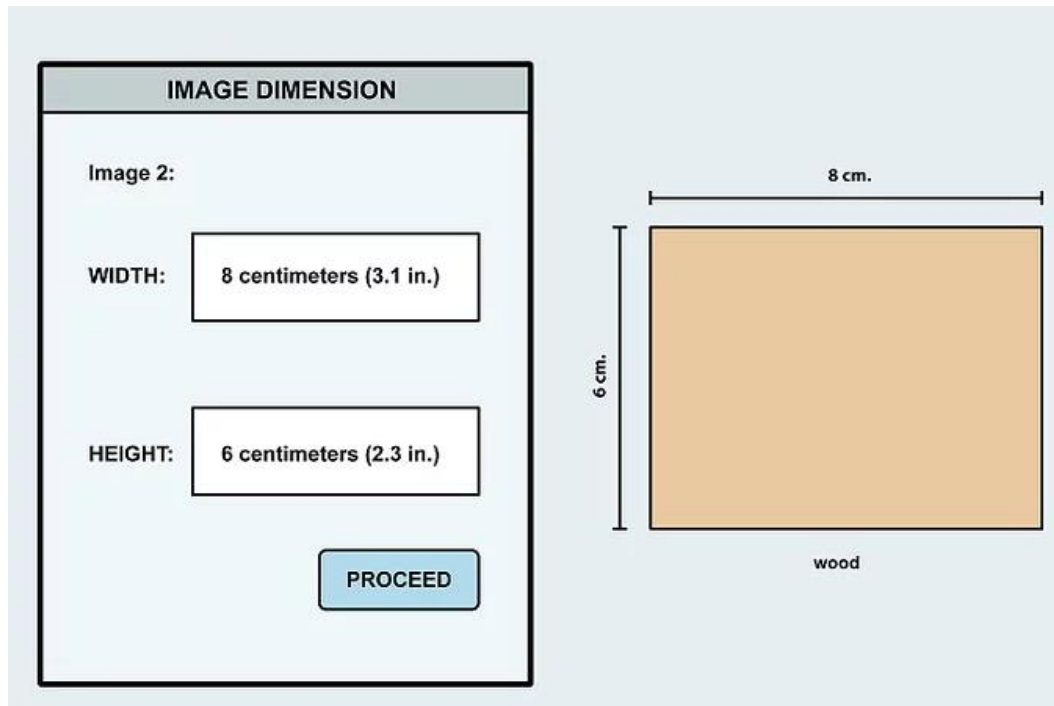 IMAGE DIMENSION
Image 2:
WIDTH:
8 centimeters (3.1 in.)
HEIGHT:
6 centimeters (2.3 in.)
PROCEED
8 cm.
6 cm.
wood